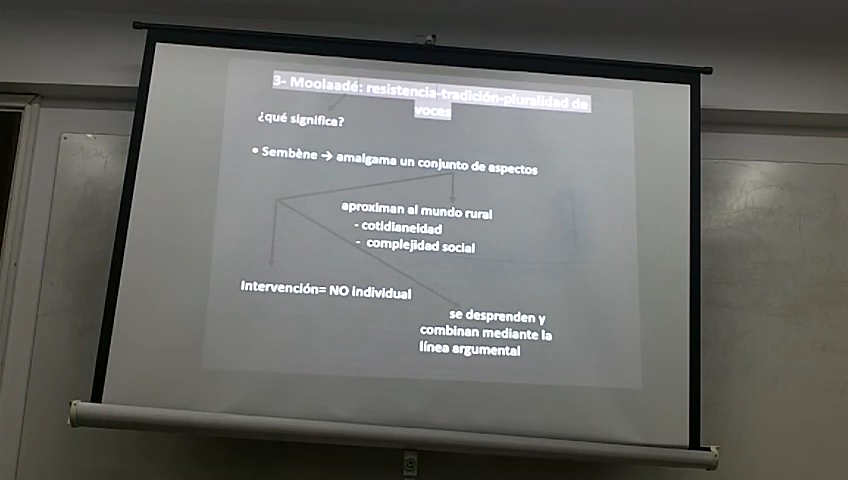 3- Moolaadé: resistencia-tradición-pluralidad de
voces
¿qué significa?
• Sembène → amalgama un conjunto de aspectos
aproximan al mundo rural
- cotidianeidad
- complejidad social
Intervención= NO individual
se desprenden y
combinan mediante la
línea argumental